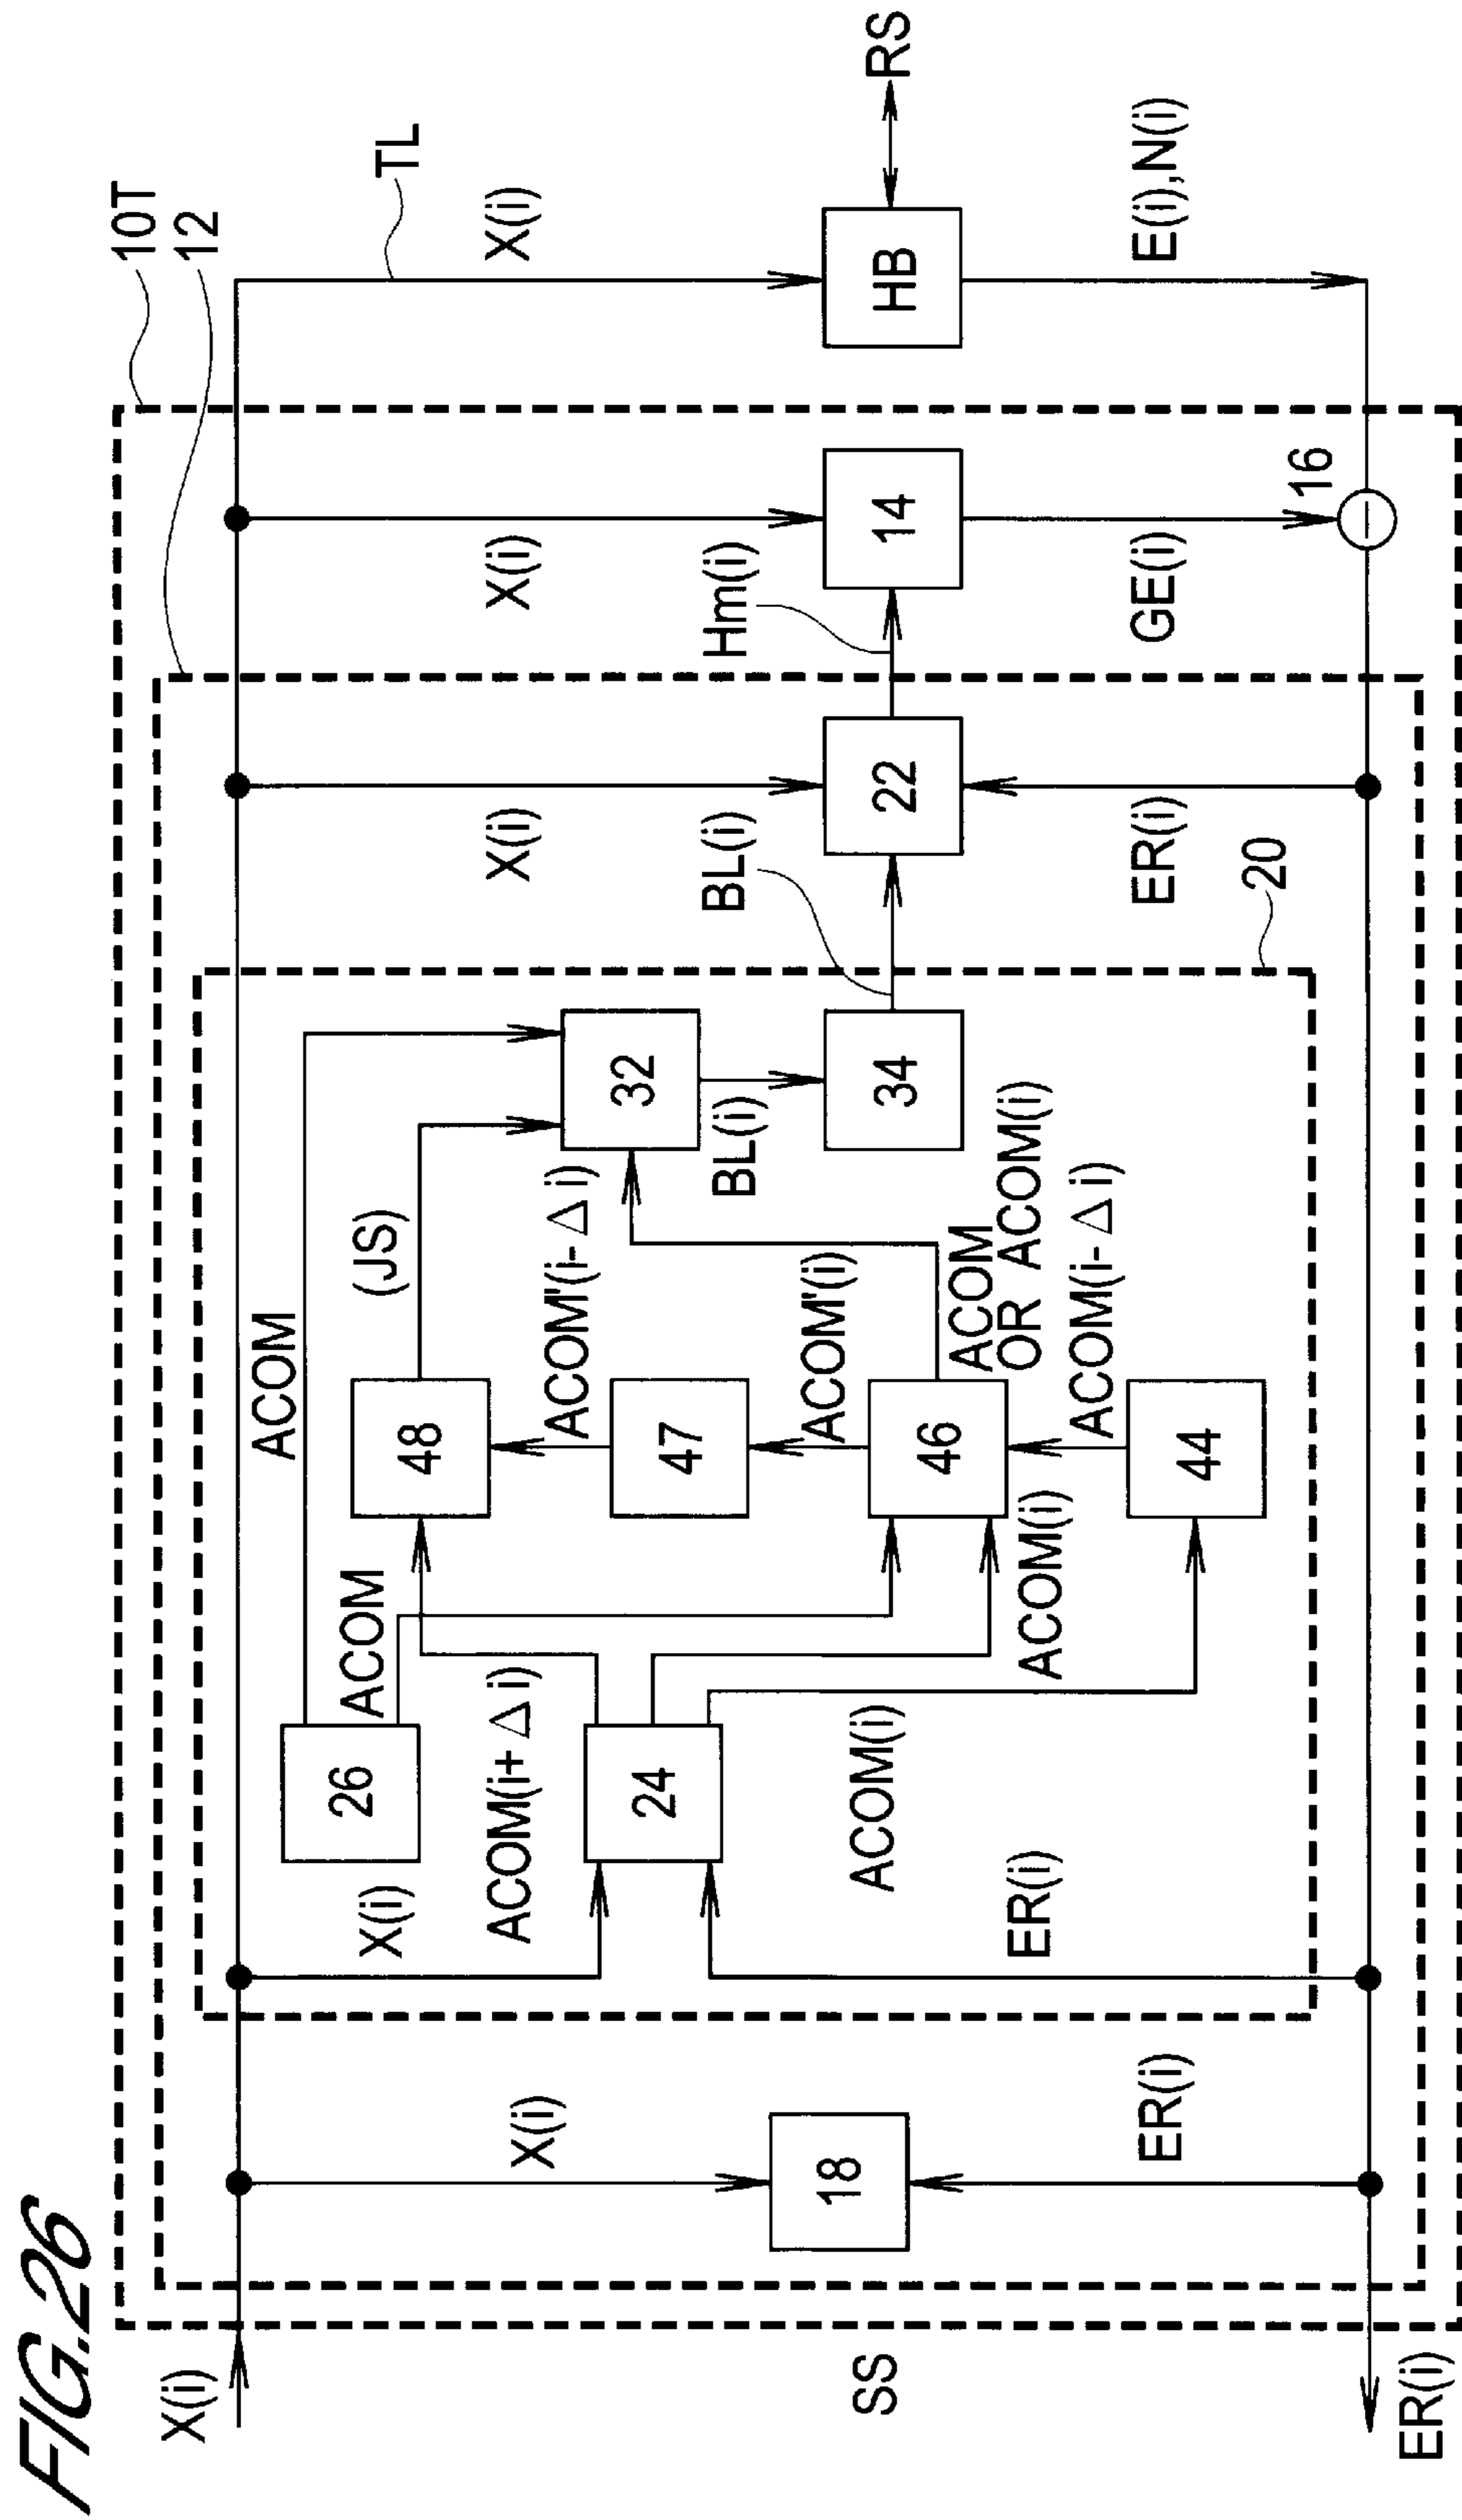 FIG.26
10T
12
TL
X(i)
X(i)
X(i)
X(i)
X(i)
X(i)
ACOM
ACOM
(JS)
26
48
32
HB
RS
ACOM(i+Δi)
ACOM'(i-Δi)
Hm(i)
BL(i)
BL(i)
24
47
ACOM'(i)
18
46
34
22
14
SS
ACOM(i)
ACOM
OR ACOM(i)
ACOM(i)
ACOM(i-Δi)
44
ER(i)
ER(i)
ER(i)
GE(i)
E(i),N(i)
20
16
ER(i)